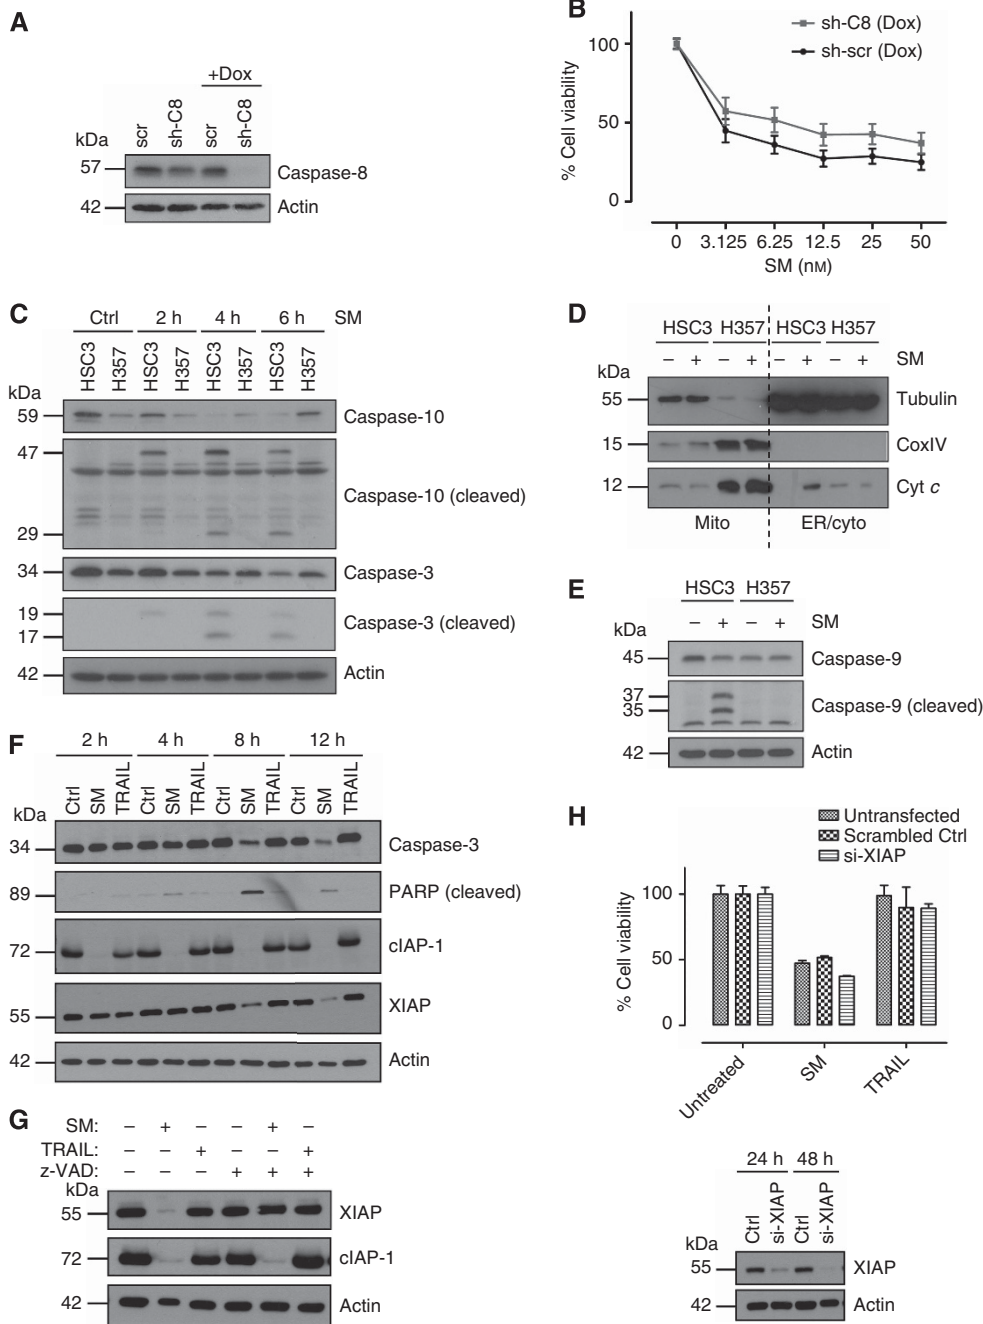 A
+Dox
scr
sh-C8
scr
sh-C8
kDa
57
Caspase-8
42
Actin
B
sh-C8 (Dox)
sh-scr (Dox)
% Cell viability
100
50
0
0 3.125 6.25 12.5 25 50
SM (nM)
C
Ctrl 2 h 4 h 6 h SM
HSC3 H357 HSC3 H357 HSC3 H357 HSC3 H357
kDa
59 Caspase-10
47
Caspase-10 (cleaved)
29
34 Caspase-3
19
Caspase-3 (cleaved)
17
42 Actin
D
HSC3 H357 HSC3 H357
− + − + − + − + SM
kDa
55 Tubulin
15 CoxIV
12 Cyt c
Mito ER/cyto
E
HSC3 H357
− + − + SM
kDa
45 Caspase-9
37
35 Caspase-9 (cleaved)
42 Actin
F
2 h 4 h 8 h 12 h
Ctrl SM TRAIL Ctrl SM TRAIL Ctrl SM TRAIL Ctrl SM TRAIL
kDa
34 Caspase-3
89 PARP (cleaved)
72 cIAP-1
55 XIAP
42 Actin
G
SM: − + − − + −
TRAIL: − − + − − +
z-VAD: − − − + + +
kDa
55 XIAP
72 cIAP-1
42 Actin
H
Untransfected
Scrambled Ctrl
si-XIAP
% Cell viability
100
50
0
Untreated
SM
TRAIL
24 h 48 h
Ctrl si-XIAP Ctrl si-XIAP
kDa
55 XIAP
42 Actin